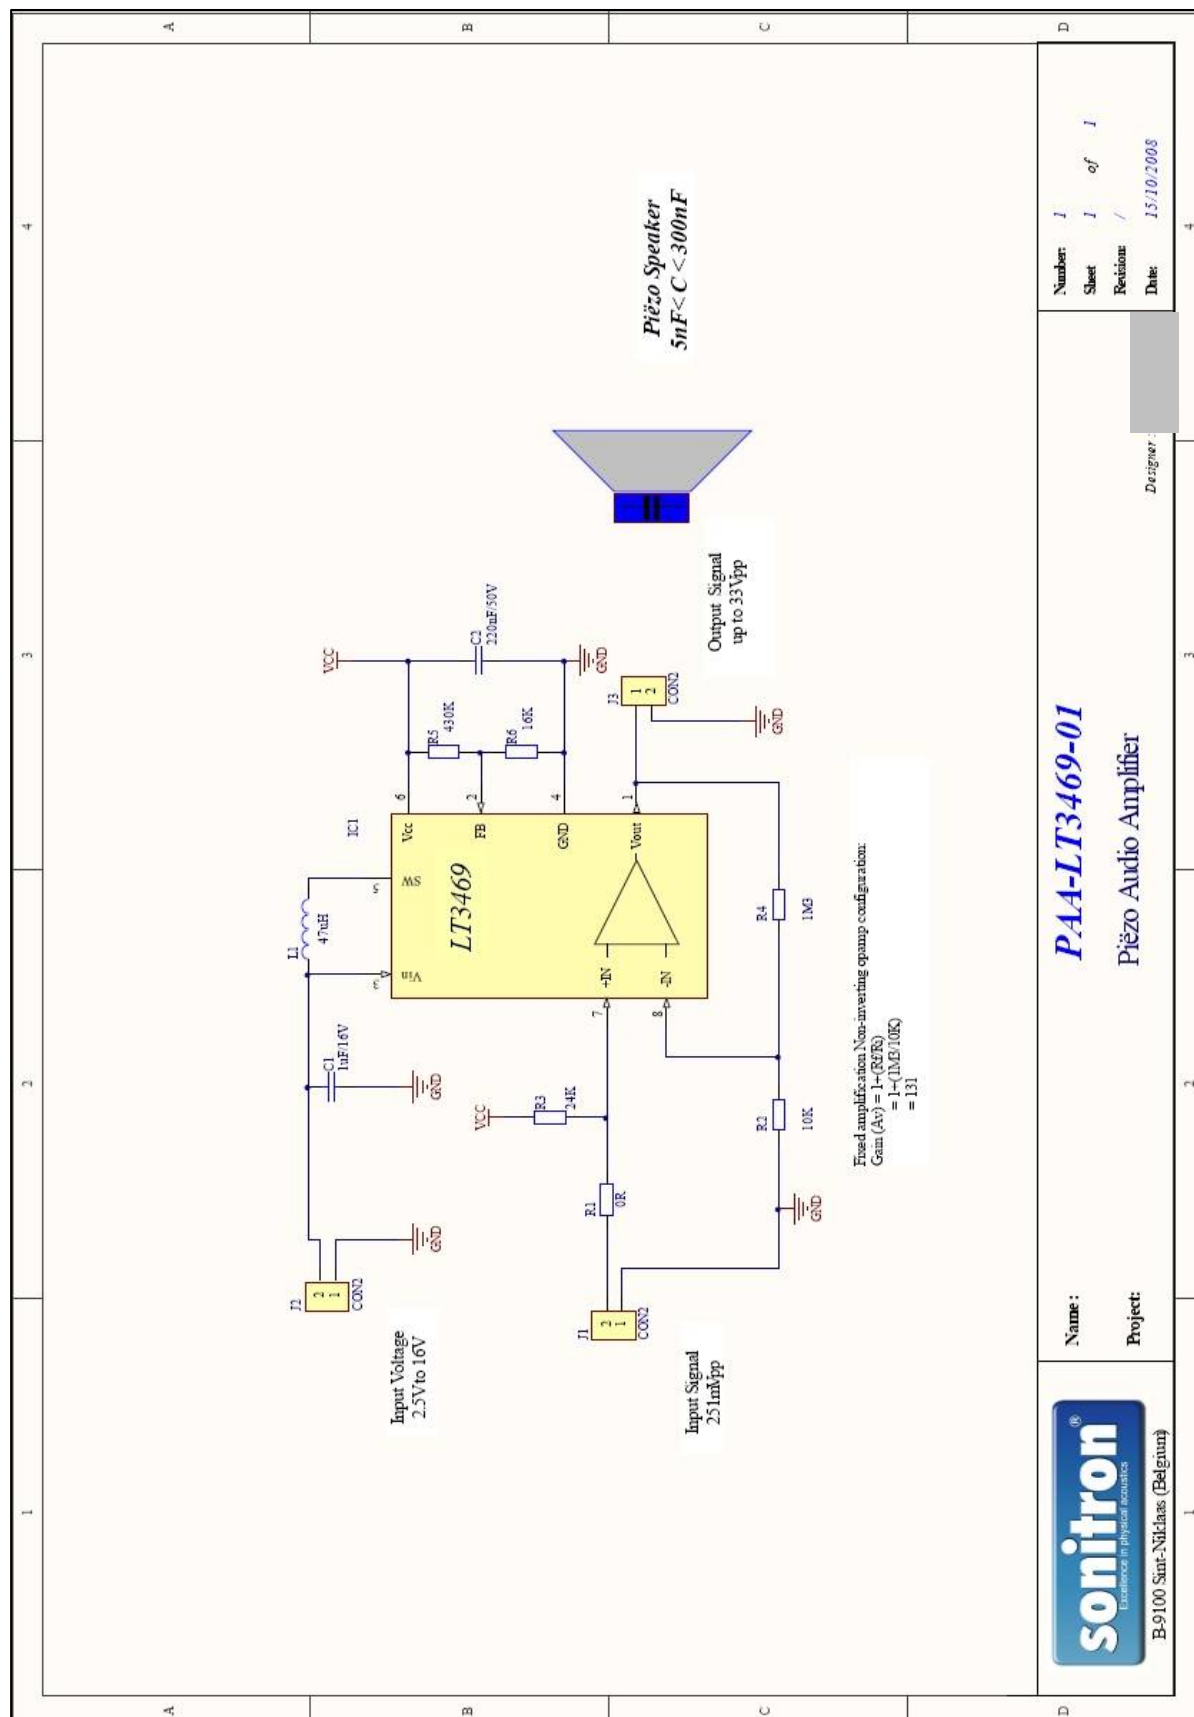 1
2
3
4
A
A
B
B
C
C
D
D
Input Voltage
2.5V to 16V
J2
2
1
CON2
GND
C1
1uF/16V
GND
L1
47uH
3
Vin
5
SW
IC1
LT3469
6
Vcc
2
FB
4
GND
1
Vout
7
+IN
8
-IN
VCC
R5
430K
R6
16K
C2
220nF/50V
GND
VCC
R3
24K
R1
0R
Input Signal
251mVpp
J1
2
1
CON2
GND
R2
10K
R4
1M3
J3
1
2
CON2
GND
Output Signal
up to 33Vpp
Piëzo Speaker
5nF< C < 300nF
Fixed amplification Non-inverting opamp configuration:
Gain (Av) = 1+(Rf/Ri)
= 1+(1M3/10K)
= 131
sonitron®
Excellence in physical acoustics
B-9100 Sint-Niklaas (Belgium)
Name :
PAA-LT3469-01
Project:
Piëzo Audio Amplifier
Designer :
Number: 1
Sheet 1 of 1
Revision: /
Date: 15/10/2008
1
2
3
4